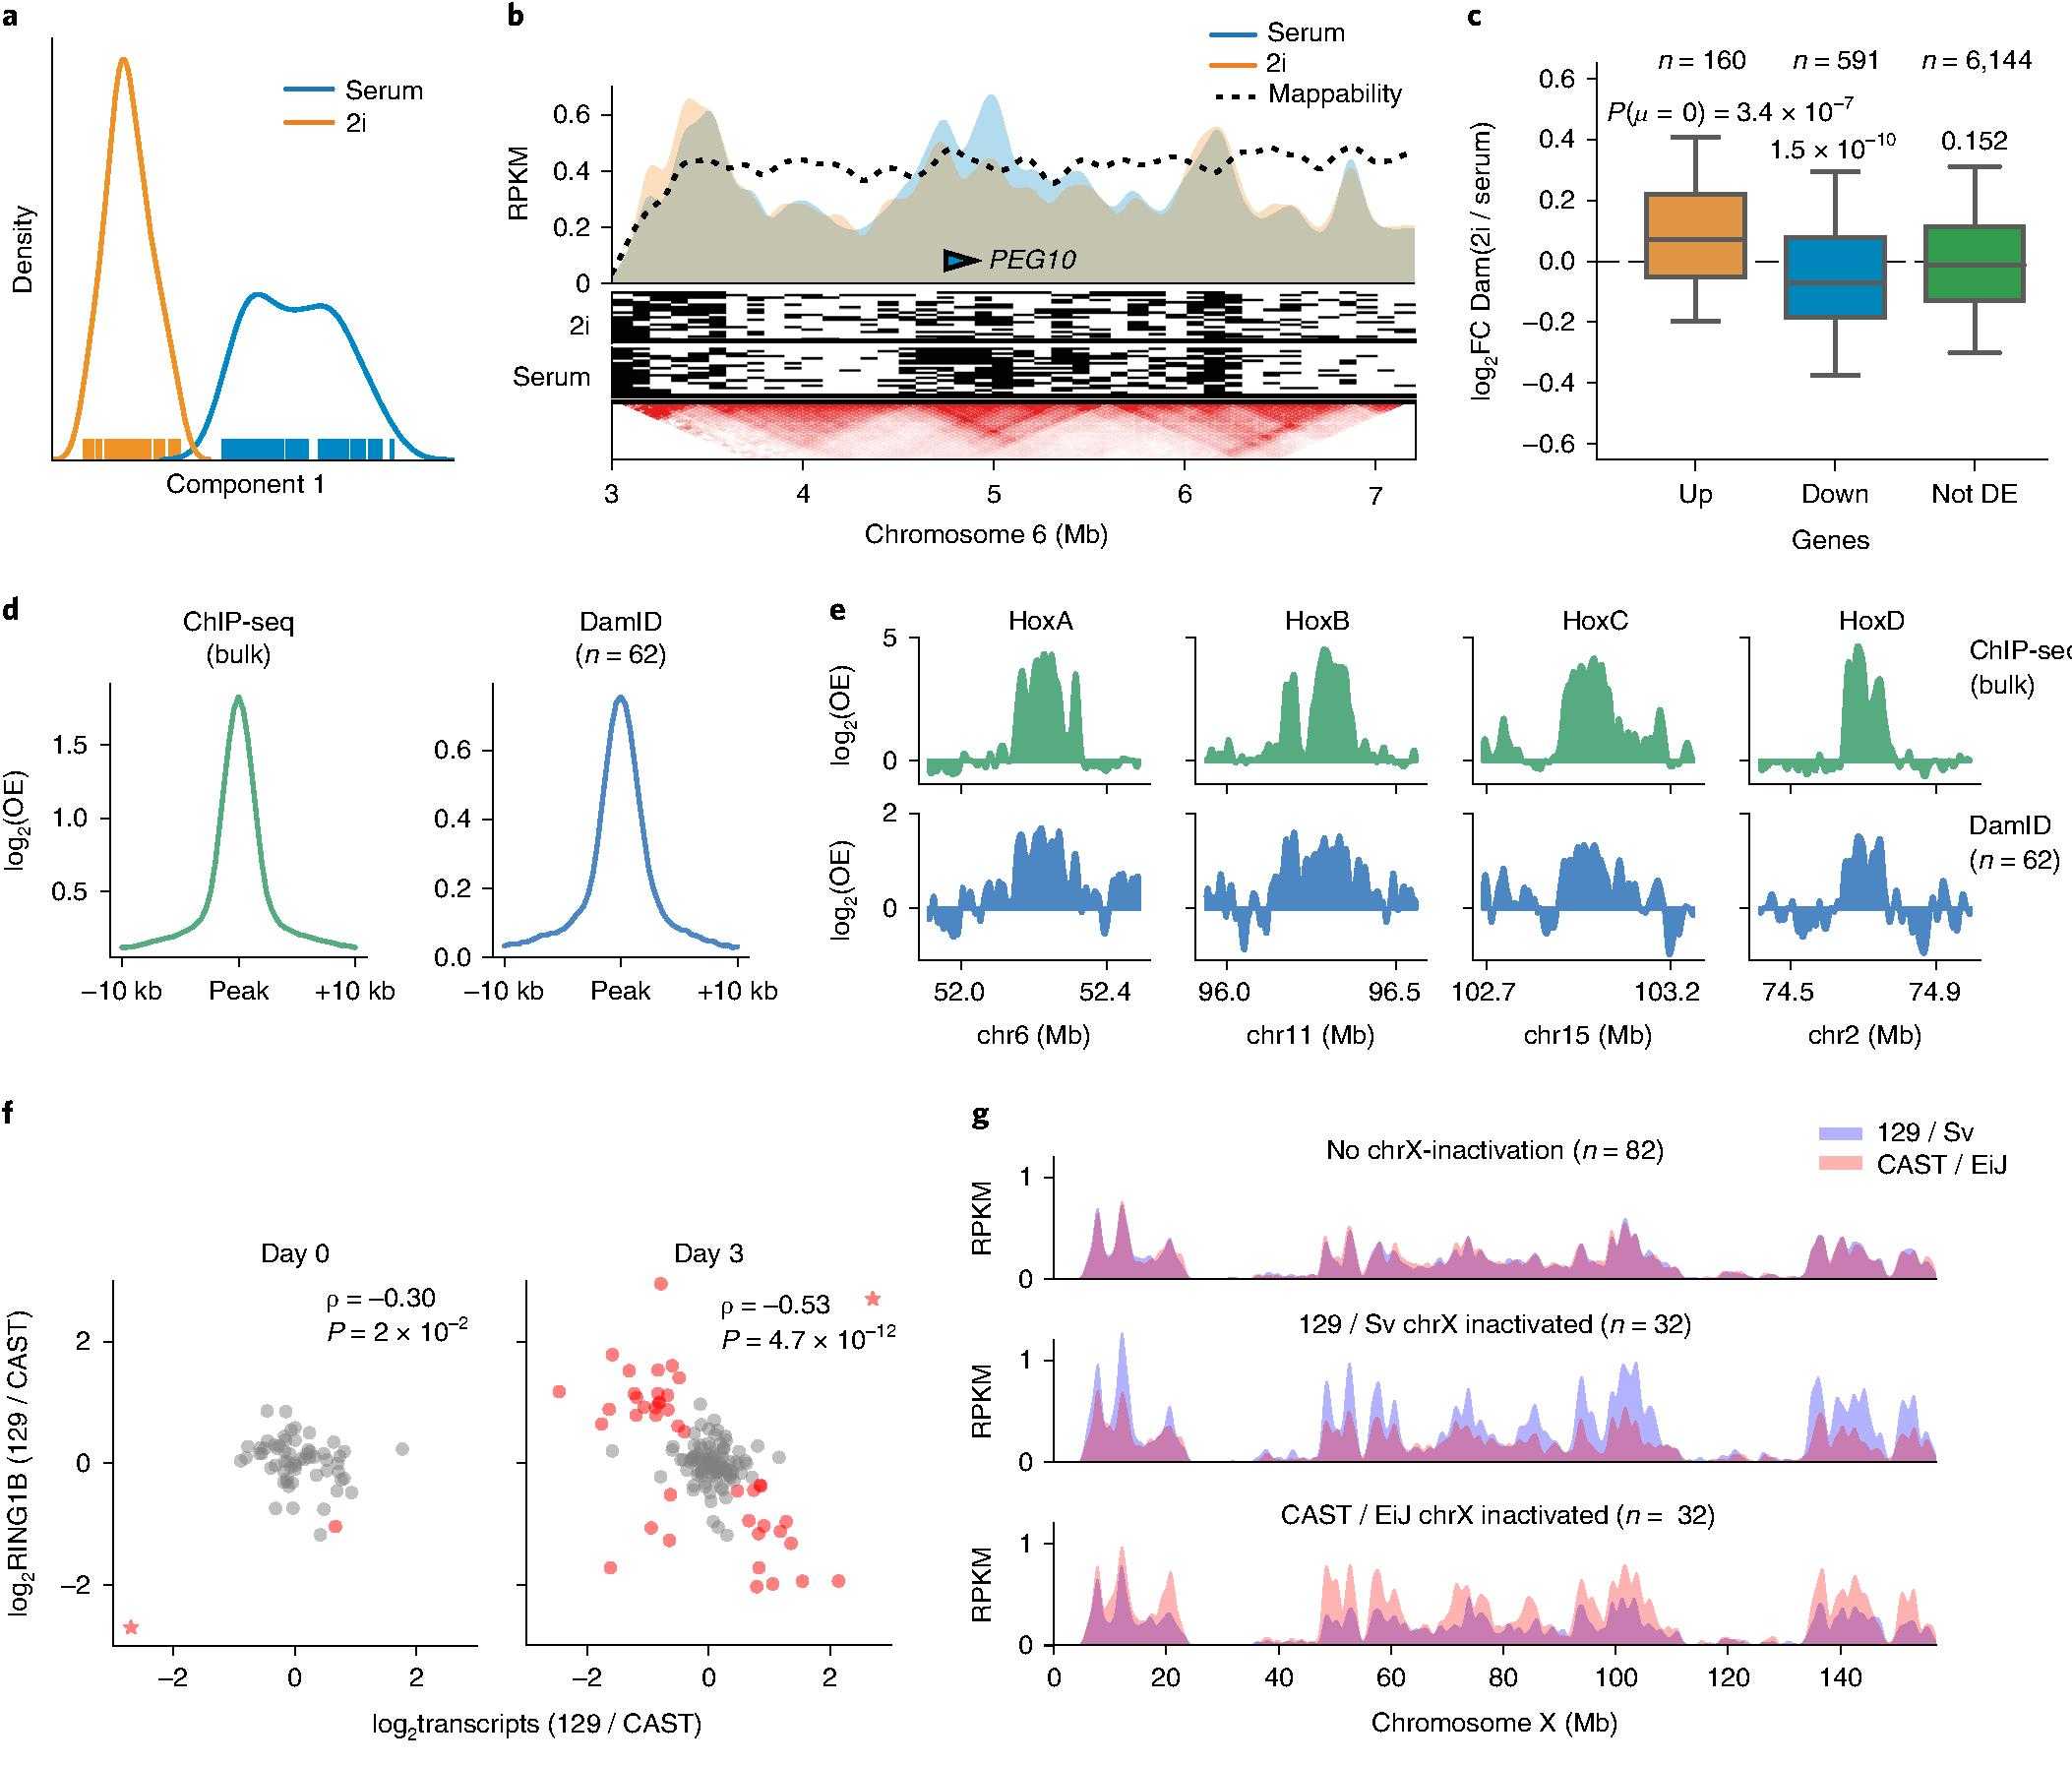 a
Serum
2i
Density
Component 1
b
Serum
2i
Mappability
RPKM
0.6
0.4
0.2
0
PEG10
2i
Serum
3 4 5 6 7
Chromosome 6 (Mb)
c
n = 160 n = 591 n = 6,144
P(μ = 0) = 3.4 × 10⁻⁷
1.5 × 10⁻¹⁰ 0.152
log₂FC Dam(2i / serum)
0.6
0.4
0.2
0.0
–0.2
–0.4
–0.6
Up Down Not DE
Genes
d
ChIP-seq
(bulk)
log₂(OE)
1.5
1.0
0.5
–10 kb Peak +10 kb
DamID
(n = 62)
0.6
0.4
0.2
0.0
–10 kb Peak +10 kb
e
HoxA HoxB HoxC HoxD
log₂(OE)
5
0
ChIP-sec
(bulk)
log₂(OE)
2
0
DamID
(n = 62)
52.0 52.4 96.0 96.5 102.7 103.2 74.5 74.9
chr6 (Mb) chr11 (Mb) chr15 (Mb) chr2 (Mb)
f
Day 0
ρ = –0.30
P = 2 × 10⁻²
Day 3
ρ = –0.53
P = 4.7 × 10⁻¹²
log₂RING1B (129 / CAST)
2
0
–2
–2 0 2 –2 0 2
log₂transcripts (129 / CAST)
g
129 / Sv
CAST / EiJ
No chrX-inactivation (n = 82)
RPKM
1
0
129 / Sv chrX inactivated (n = 32)
RPKM
1
0
CAST / EiJ chrX inactivated (n = 32)
RPKM
1
0
0 20 40 60 80 100 120 140
Chromosome X (Mb)